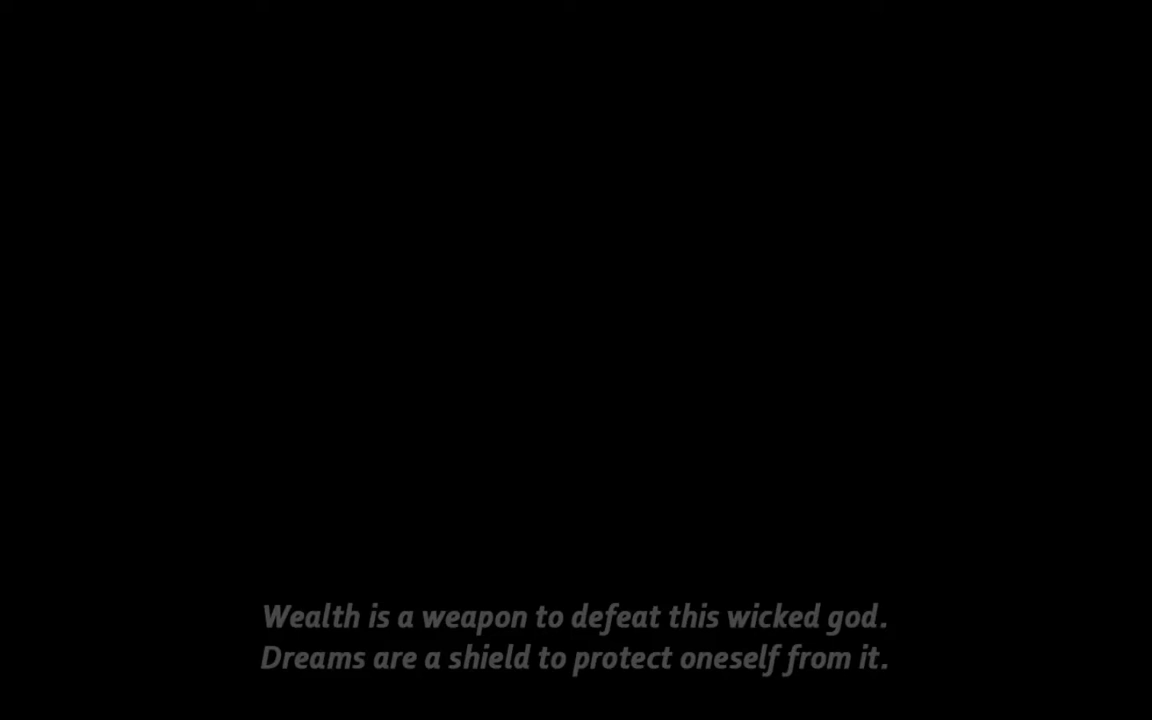 Wealth is a weapon to defeat this wicked god.
Dreams are a shield to protect oneself from it.